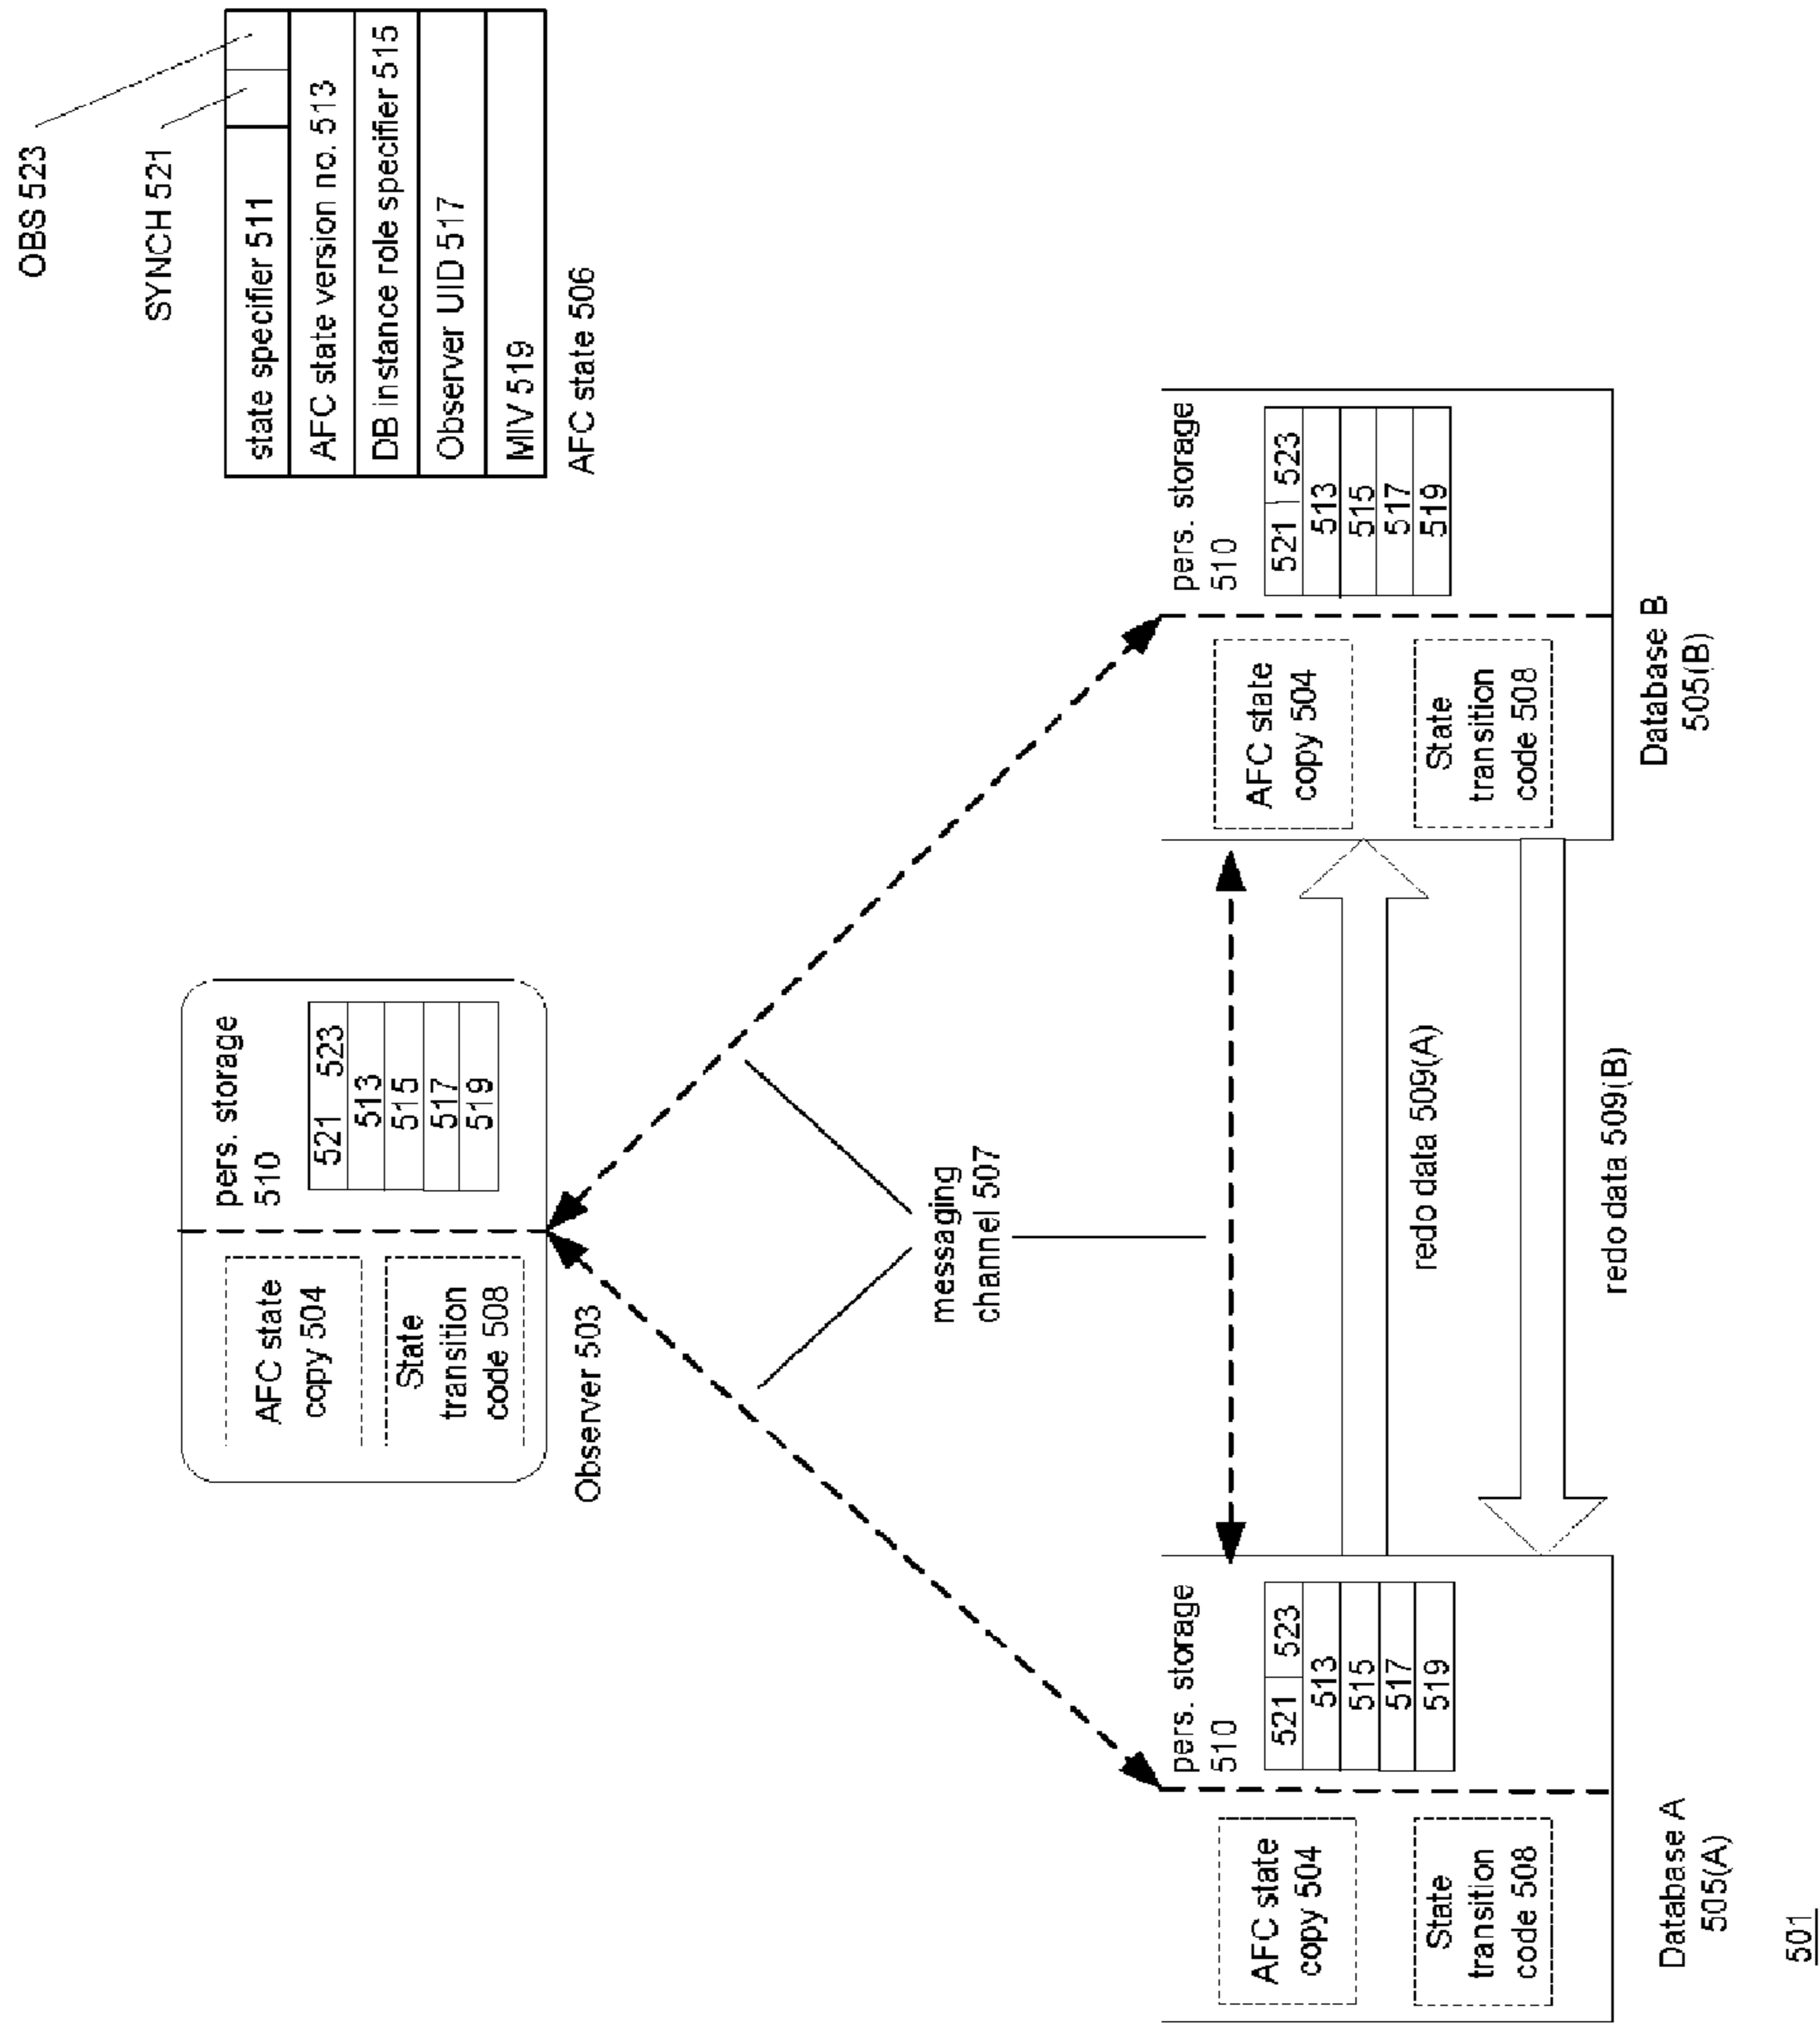 OBS 523
SYNCH 521
state specifier 511
AFC state version no. 513
DB instance role specifier 515
Observer UID 517
MIV 519
AFC state 506
AFC state
copy 504
State
transition
code 508
pers. storage
510
521 523
513
515
517
519
Observer 503
messaging
channel 507
AFC state
copy 504
State
transition
code 508
pers. storage
510
521 523
513
515
517
519
Database A
505(A)
redo data 509(A)
redo data 509(B)
AFC state
copy 504
State
transition
code 508
pers. storage
510
521 523
513
515
517
519
Database B
505(B)
501